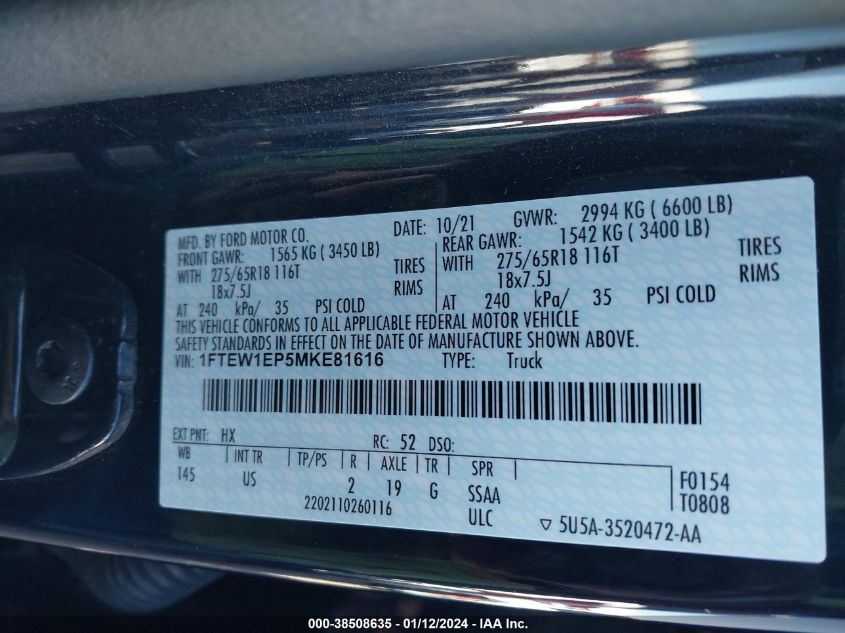 MFD. BY FORD MOTOR CO. DATE: 10/21 GVWR: 2994 KG ( 6600 LB)
FRONT GAWR: 1565 KG ( 3450 LB) REAR GAWR: 1542 KG ( 3400 LB)
WITH 275/65R18 116T TIRES WITH 275/65R18 116T TIRES
18x7.5J RIMS 18x7.5J RIMS
AT 240 kPa/ 35 PSI COLD AT 240 kPa/ 35 PSI COLD
THIS VEHICLE CONFORMS TO ALL APPLICABLE FEDERAL MOTOR VEHICLE
SAFETY STANDARDS IN EFFECT ON THE DATE OF MANUFACTURE SHOWN ABOVE.
VIN: 1FTEW1EP5MKE81616 TYPE: Truck
EXT PNT: HX RC: 52 DSO:
WB INT TR TP/PS R AXLE TR SPR
145 US 2 19 G SSAA
2202110260116 ULC
F0154
T0808
5U5A-3520472-AA
000-38508635 - 01/12/2024 - © IAA, Inc.